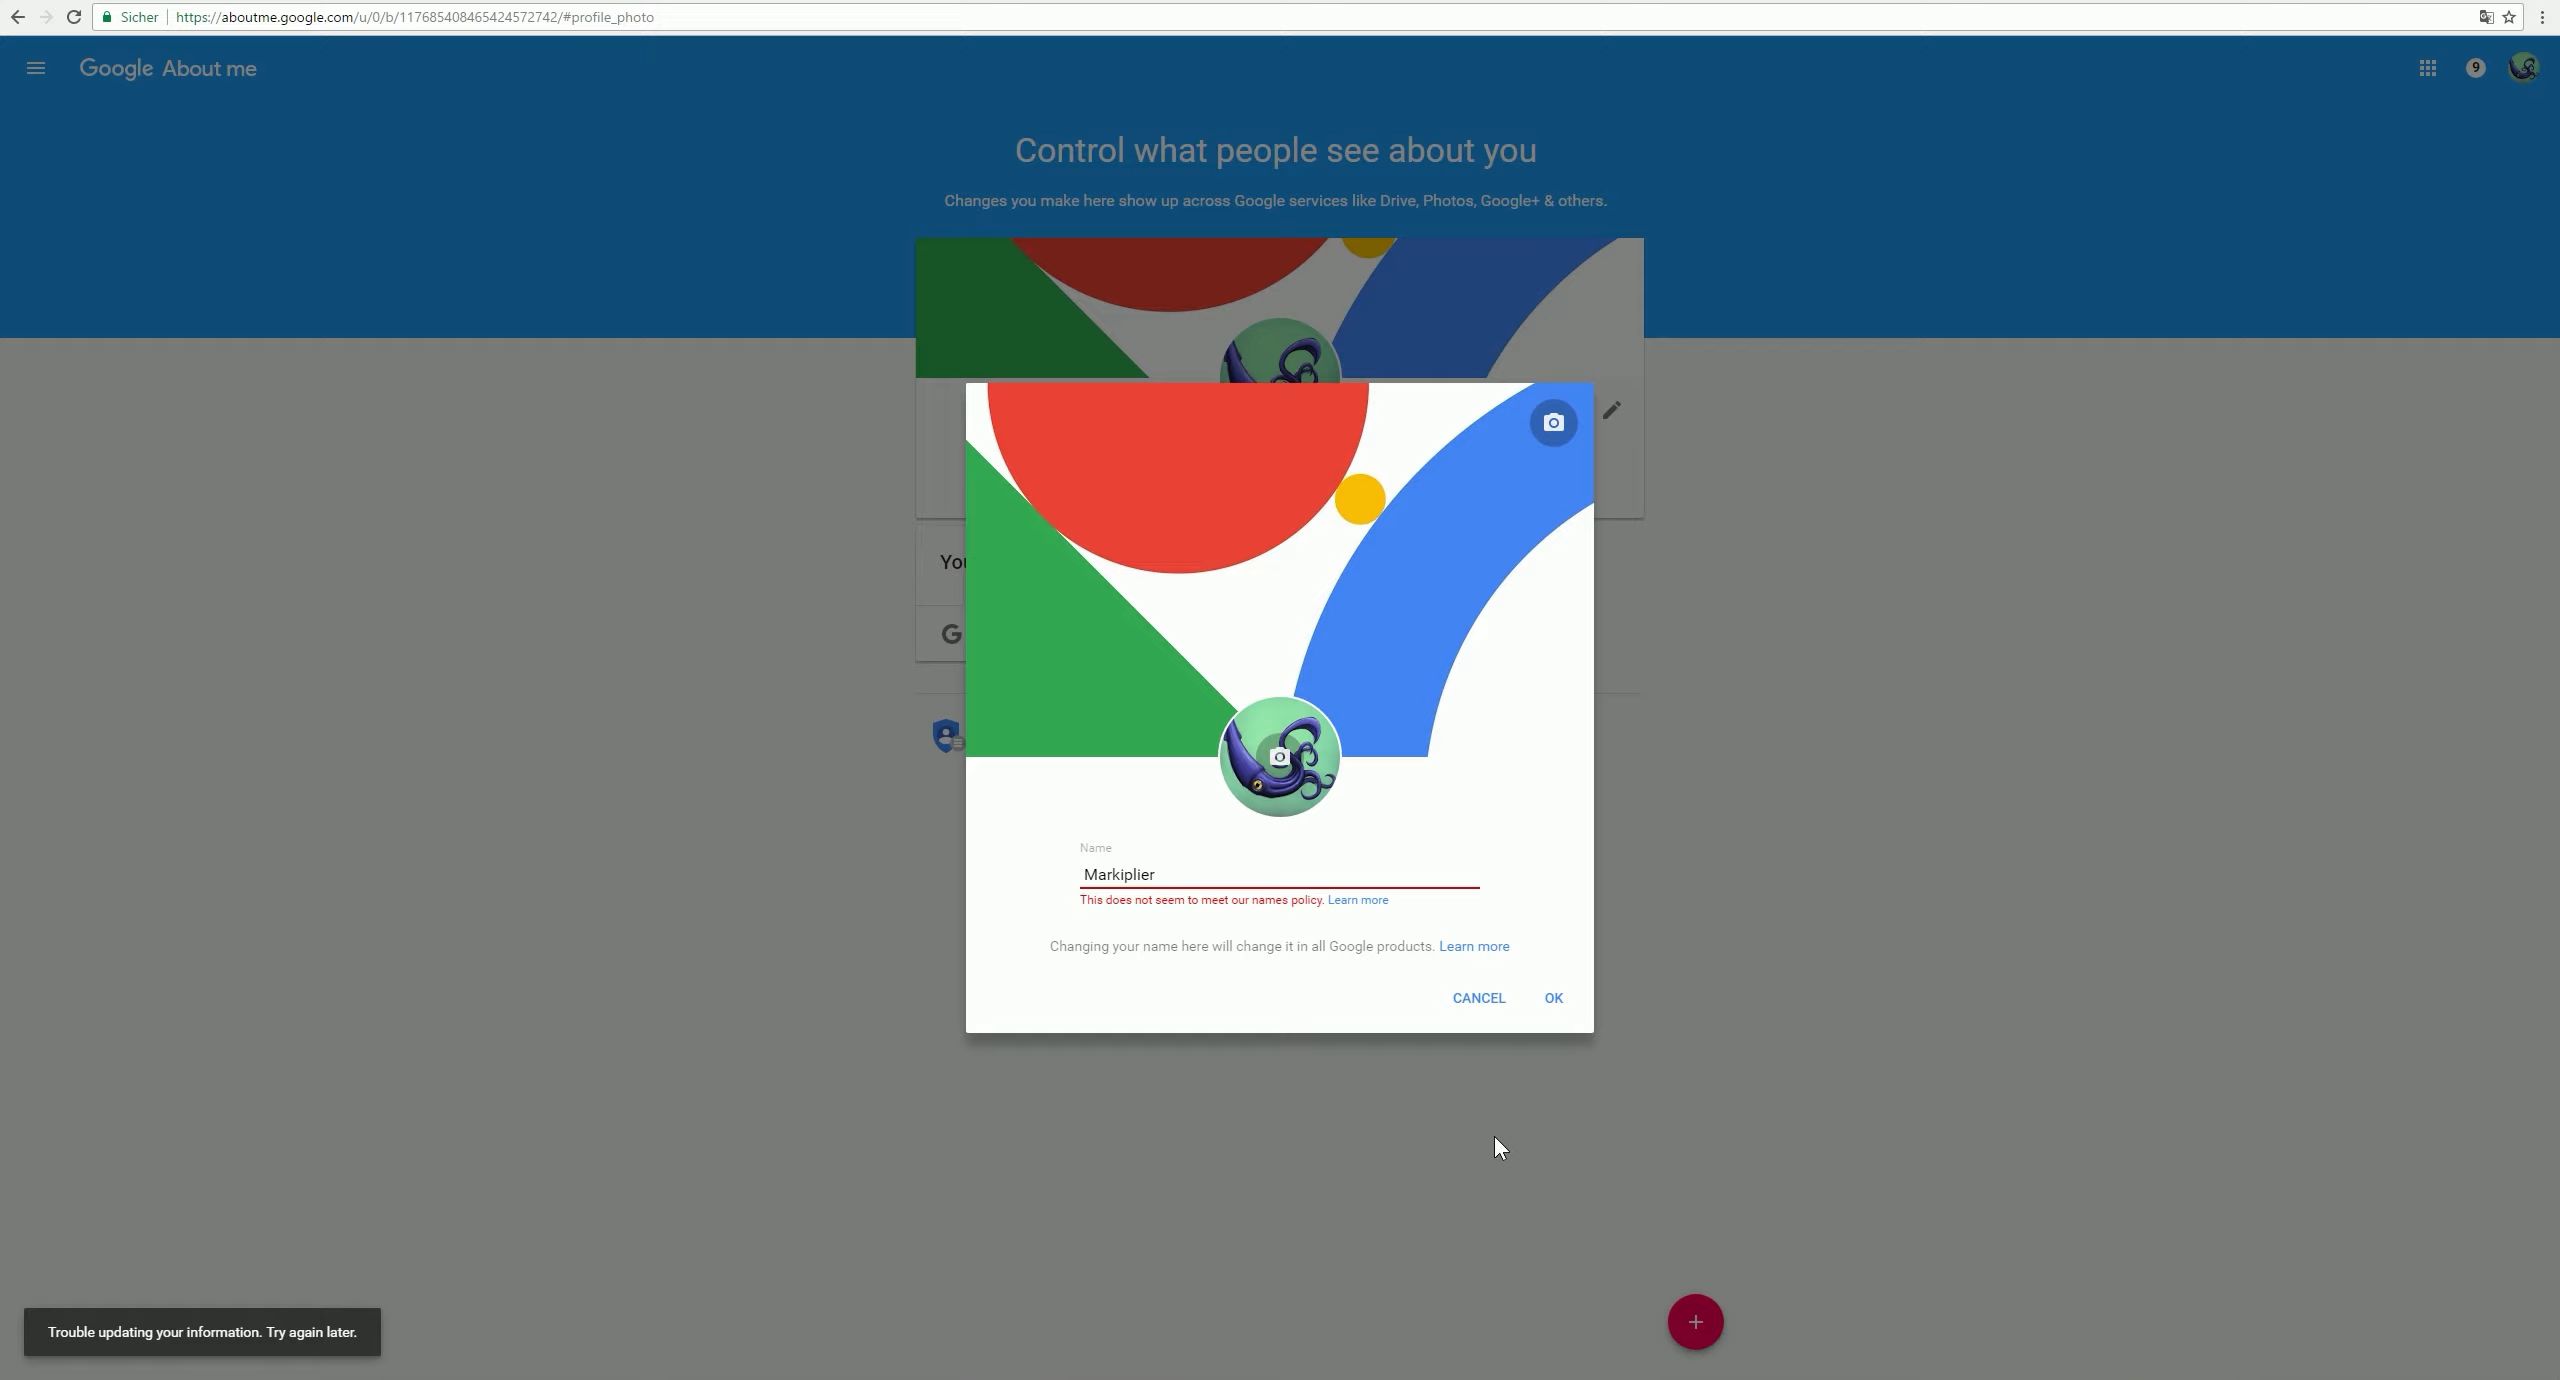 Sicher https://aboutme.google.com/u/0/b/117685408465424572742/#profile_photo
Google About me
9
Control what people see about you
Changes you make here show up across Google services like Drive, Photos, Google+ & others.
You
G
Name
Markiplier
This does not seem to meet our names policy. Learn more
Changing your name here will change it in all Google products. Learn more
CANCEL OK
Trouble updating your information. Try again later.